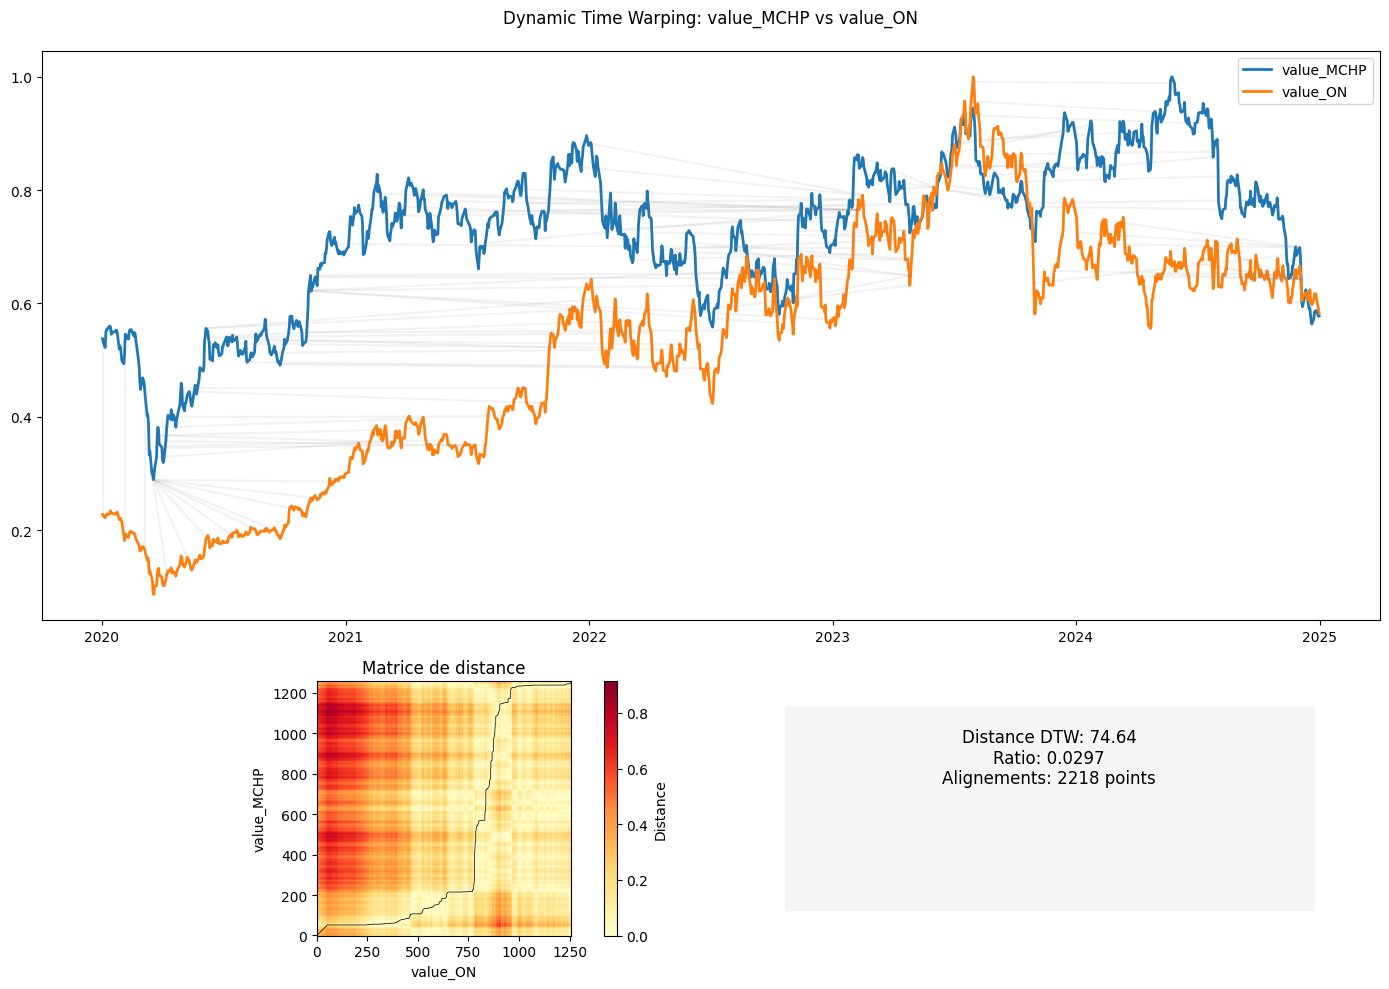 Dynamic Time Warping: value_MCHP vs value_ON
value_MCHP
value_ON
1.0
0.8
0.6
0.4
0.2
2020 2021 2022 2023 2024 2025
Matrice de distance
value_MCHP
1200
1000
800
600
400
200
0
0 250 500 750 1000 1250
value_ON
0.8
0.6
0.4
0.2
0.0
Distance
Distance DTW: 74.64
Ratio: 0.0297
Alignements: 2218 points